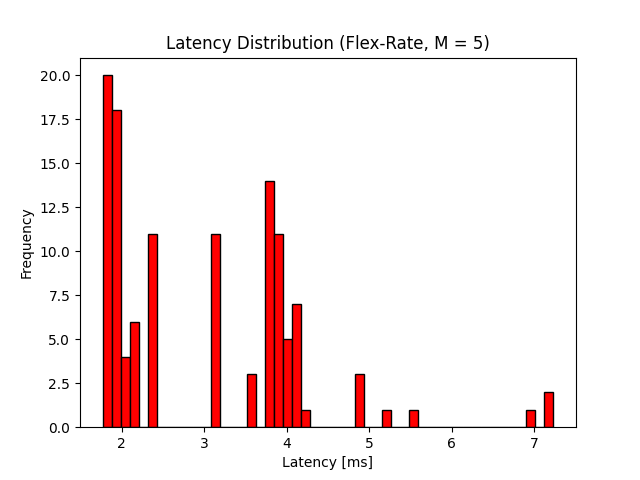 Latency Distribution (Flex-Rate, M = 5)
20.0
17.5
15.0
12.5
10.0
7.5
5.0
2.5
0.0
Frequency
2 3 4 5 6 7
Latency [ms]